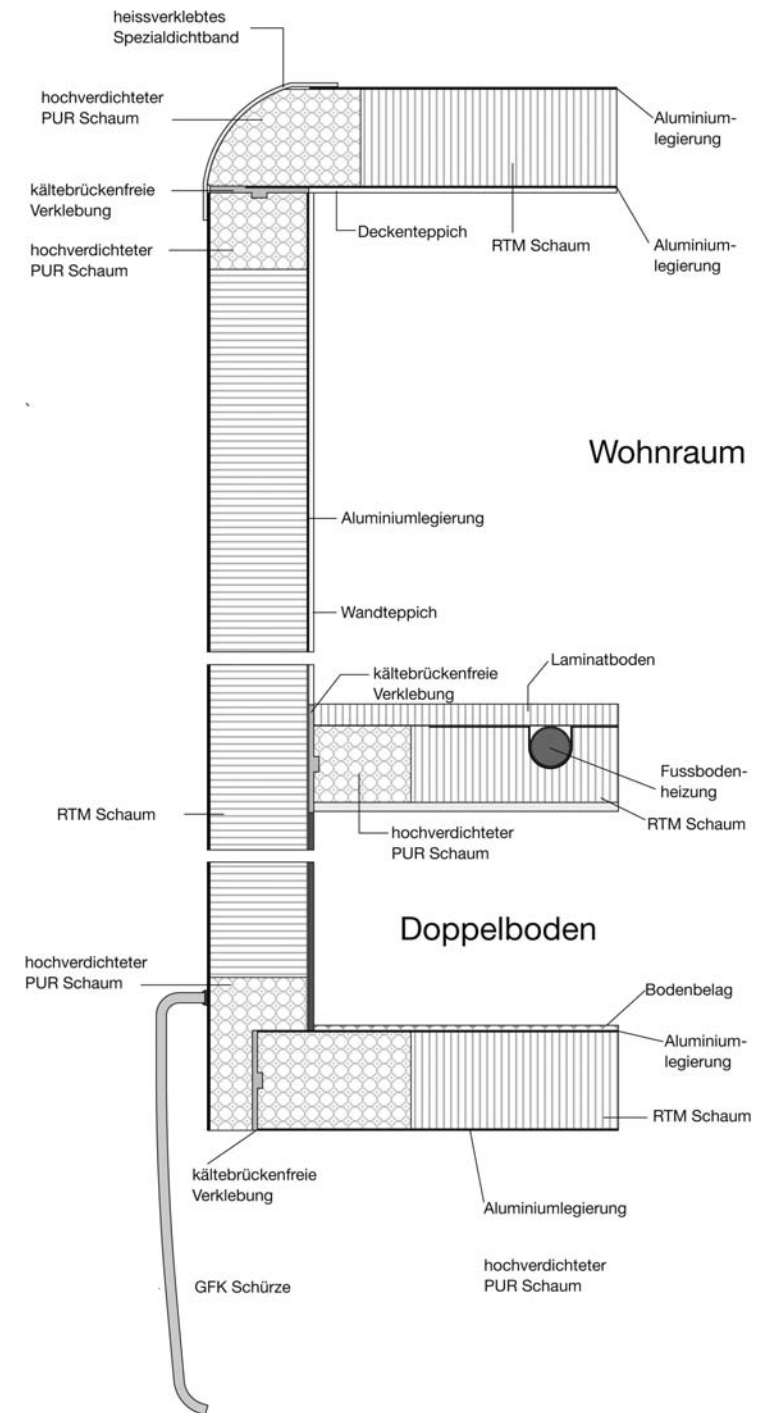 heissverklebtes
Spezialdichtband
hochverdichteter
PUR Schaum
Aluminium-
legierung
kältebrückenfreie
Verklebung
Deckenteppich
RTM Schaum
Aluminium-
legierung
hochverdichteter
PUR Schaum
Wohnraum
Aluminiumlegierung
Wandteppich
Laminatboden
kältebrückenfreie
Verklebung
Fussboden-
heizung
RTM Schaum
RTM Schaum
hochverdichteter
PUR Schaum
Doppelboden
hochverdichteter
PUR Schaum
Bodenbelag
Aluminium-
legierung
RTM Schaum
kältebrückenfreie
Verklebung
Aluminiumlegierung
hochverdichteter
PUR Schaum
GFK Schürze